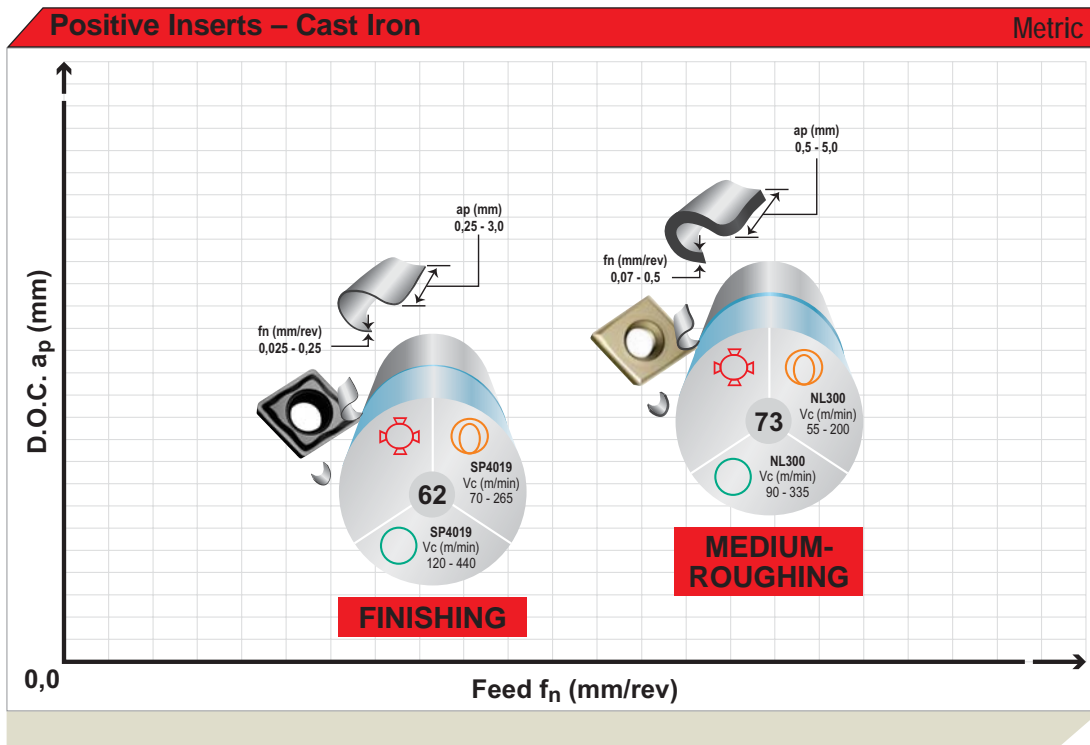 Positive Inserts – Cast Iron
Metric
D.O.C. ap (mm)
ap (mm)
0,25 - 3,0
fn (mm/rev)
0,025 - 0,25
SP4019
Vc (m/min)
70 - 265
62
SP4019
Vc (m/min)
120 - 440
FINISHING
ap (mm)
0,5 - 5,0
fn (mm/rev)
0,07 - 0,5
NL300
Vc (m/min)
55 - 200
73
NL300
Vc (m/min)
90 - 335
MEDIUM-
ROUGHING
0,0
Feed fn (mm/rev)